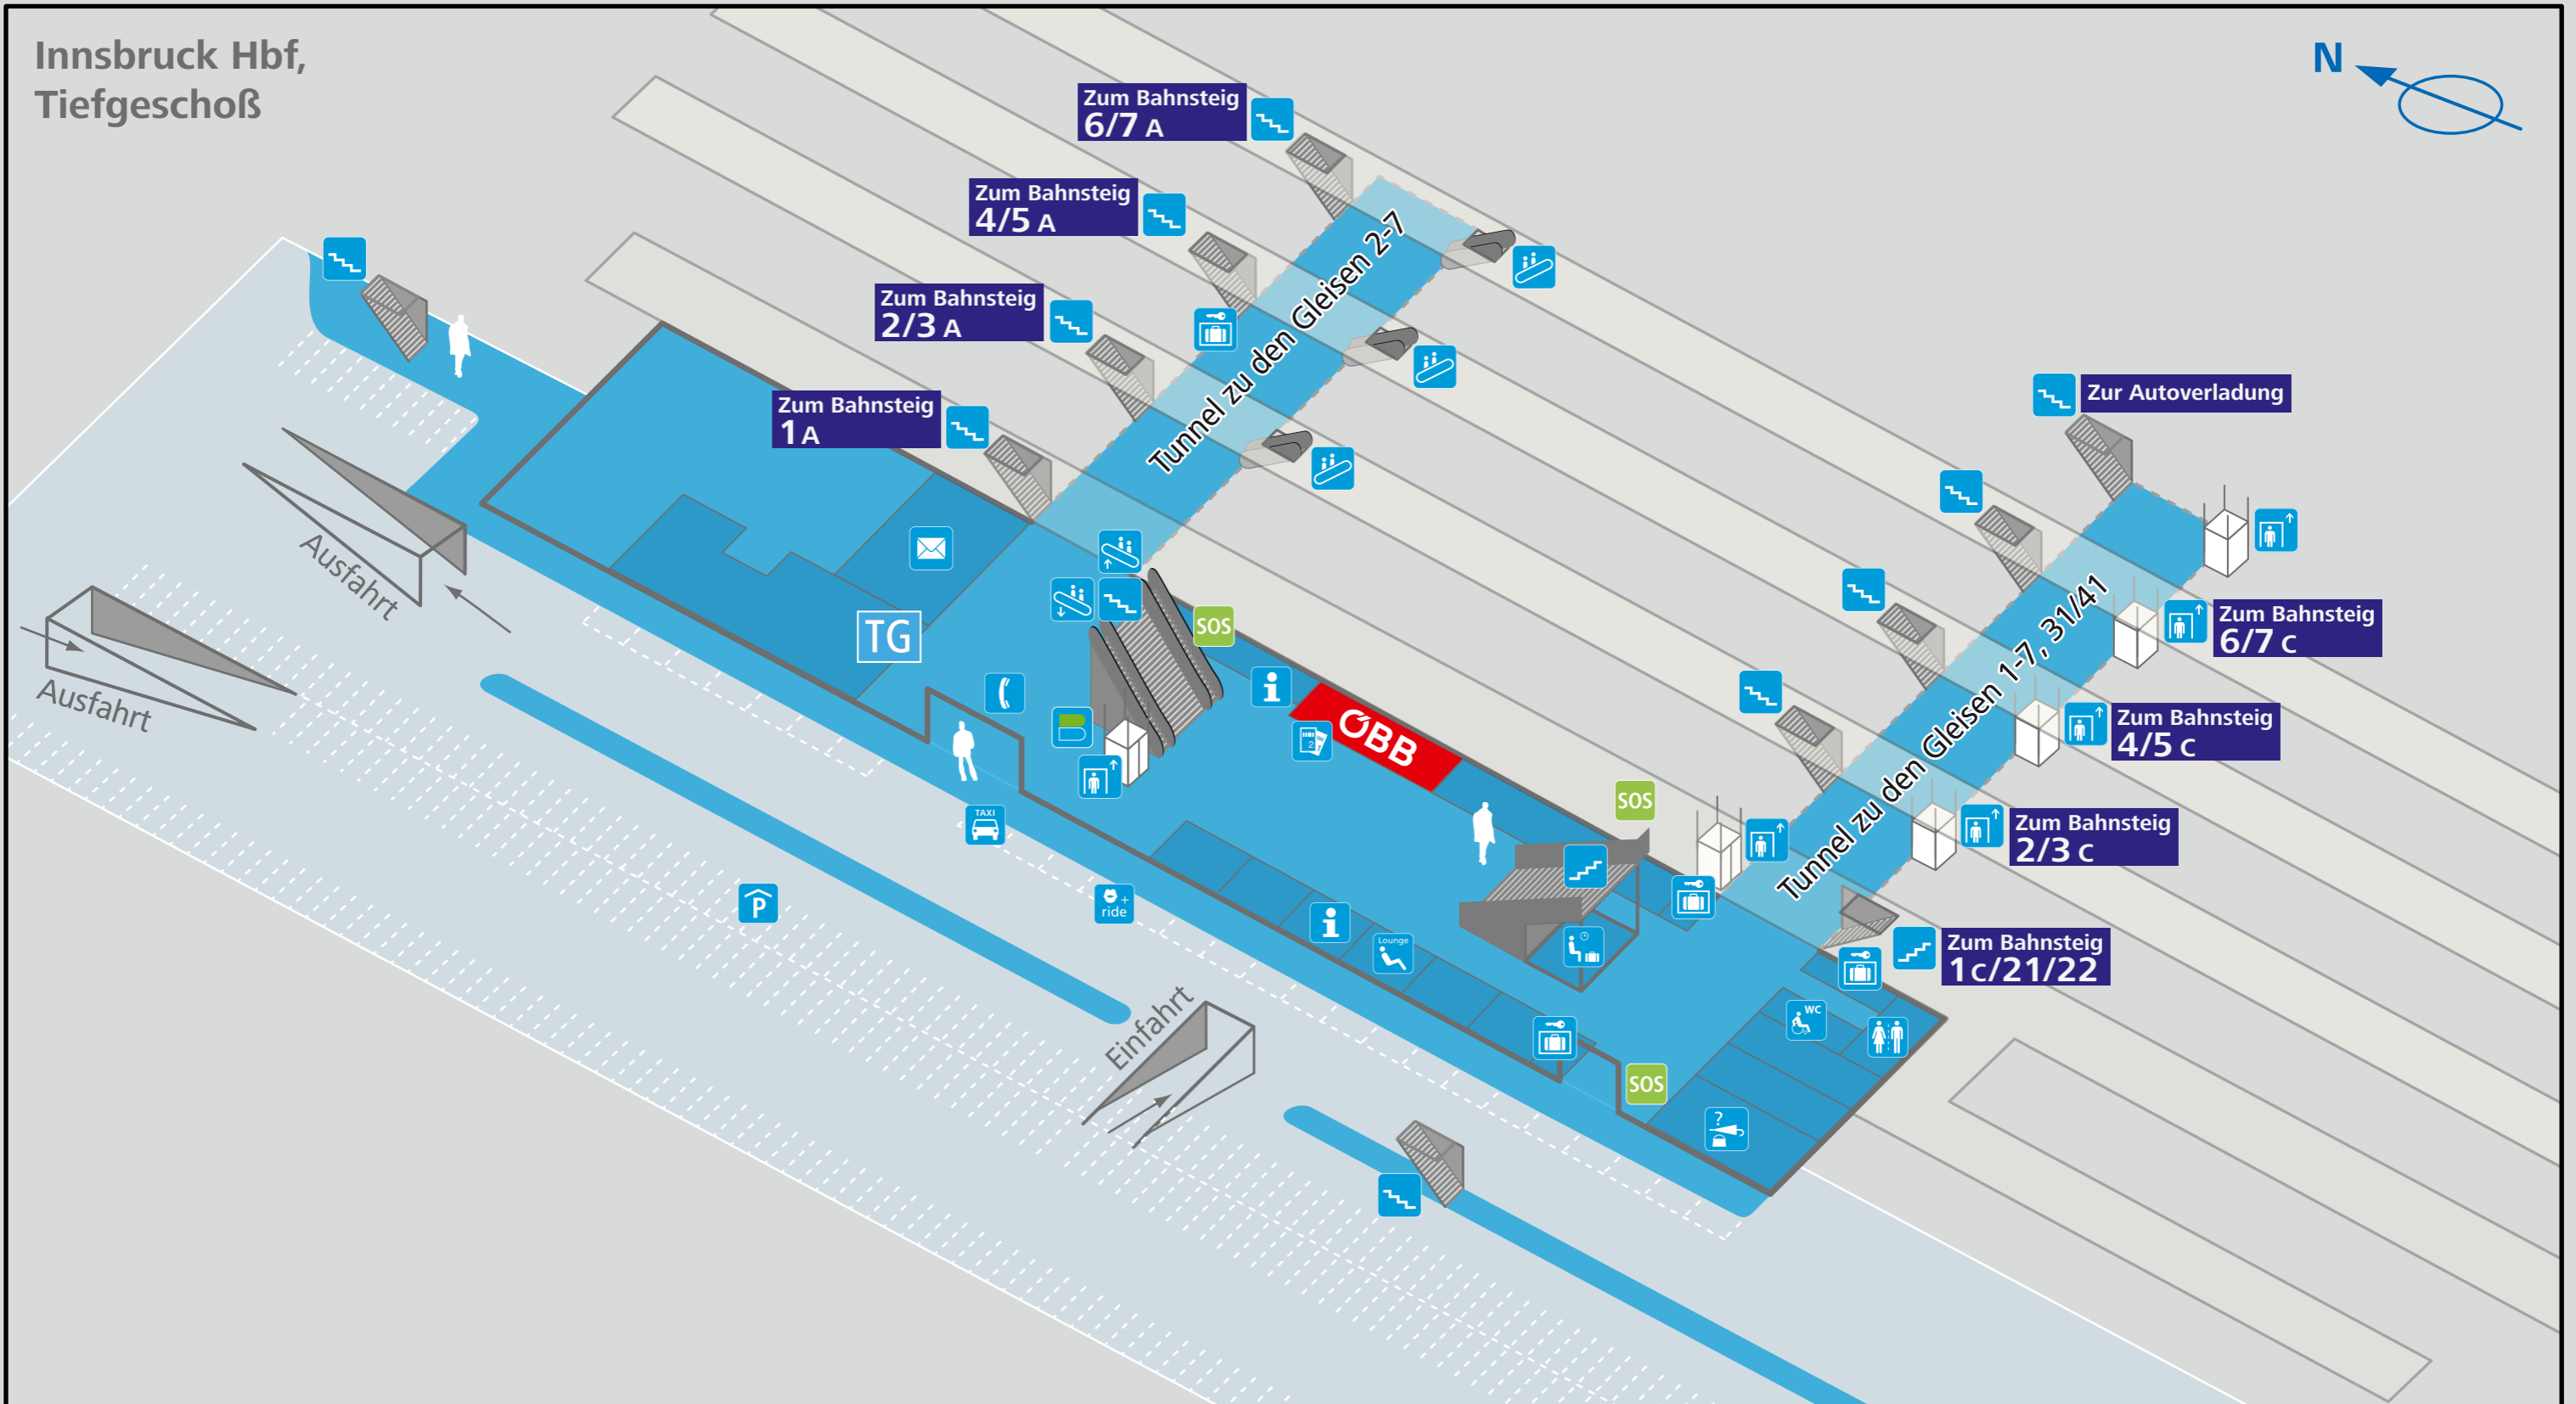 Innsbruck Hbf,
Tiefgeschoß
N
Zum Bahnsteig
6/7 A
Zum Bahnsteig
4/5 A
Zum Bahnsteig
2/3 A
Zum Bahnsteig
1 A
Tunnel zu den Gleisen 2-7
Zur Autoverladung
Tunnel zu den Gleisen 1-7, 31/41
Zum Bahnsteig
6/7 C
Zum Bahnsteig
4/5 C
Zum Bahnsteig
2/3 C
Zum Bahnsteig
1C/21/22
Ausfahrt
Ausfahrt
TG
SOS
i
2
ÖBB
SOS
TAXI
P
+
ride
i
Lounge
WC
Einfahrt
SOS
?